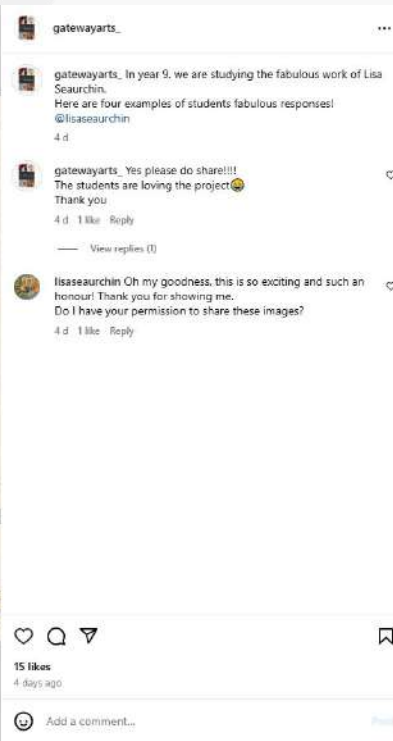 gatewayarts_
gatewayarts_ In year 9, we are studying the fabulous work of Lisa
Seaurchin.
Here are four examples of students fabulous responses!
@lisaseaurchin
4 d
gatewayarts_ Yes please do share!!!!
The students are loving the project😄
Thank you
4 d 1 like Reply
View replies (1)
lisaseaurchin Oh my goodness, this is so exciting and such an
honour! Thank you for showing me.
Do I have your permission to share these images?
4 d 1 like Reply
15 likes
4 days ago
Add a comment... Post